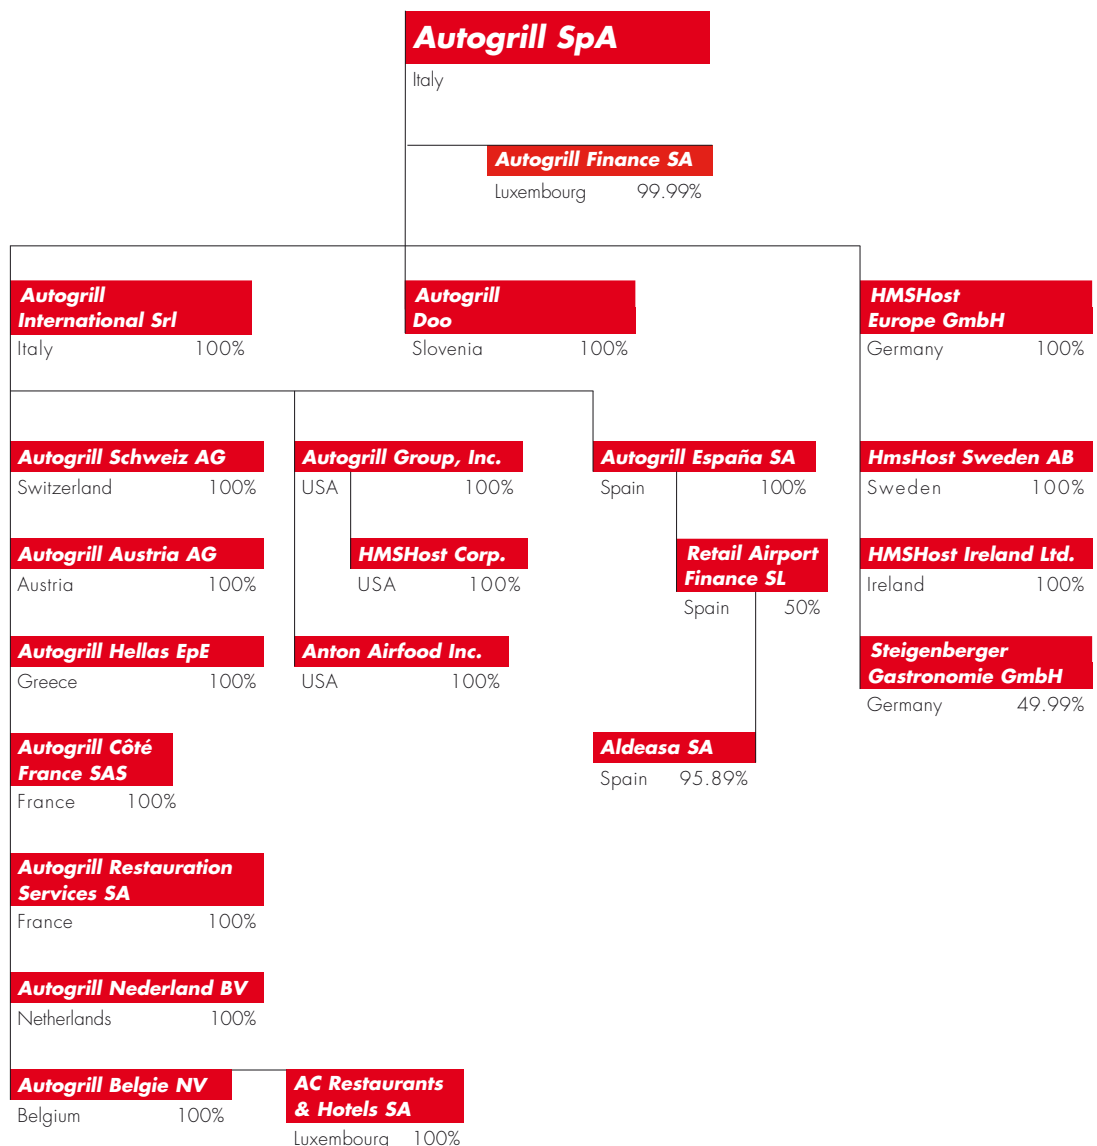 Autogrill SpA
Italy
Autogrill Finance SA
Luxembourg 99.99%
Autogrill
International Srl
Italy 100%
Autogrill
Doo
Slovenia 100%
HMSHost
Europe GmbH
Germany 100%
Autogrill Schweiz AG
Switzerland 100%
Autogrill Group, Inc.
USA 100%
Autogrill España SA
Spain 100%
HmsHost Sweden AB
Sweden 100%
Autogrill Austria AG
Austria 100%
HMSHost Corp.
USA 100%
Retail Airport
Finance SL
Spain 50%
HMSHost Ireland Ltd.
Ireland 100%
Autogrill Hellas EpE
Greece 100%
Anton Airfood Inc.
USA 100%
Steigenberger
Gastronomie GmbH
Germany 49.99%
Autogrill Côté
France SAS
France 100%
Aldeasa SA
Spain 95.89%
Autogrill Restauration
Services SA
France 100%
Autogrill Nederland BV
Netherlands 100%
Autogrill Belgie NV
Belgium 100%
AC Restaurants
& Hotels SA
Luxembourg 100%